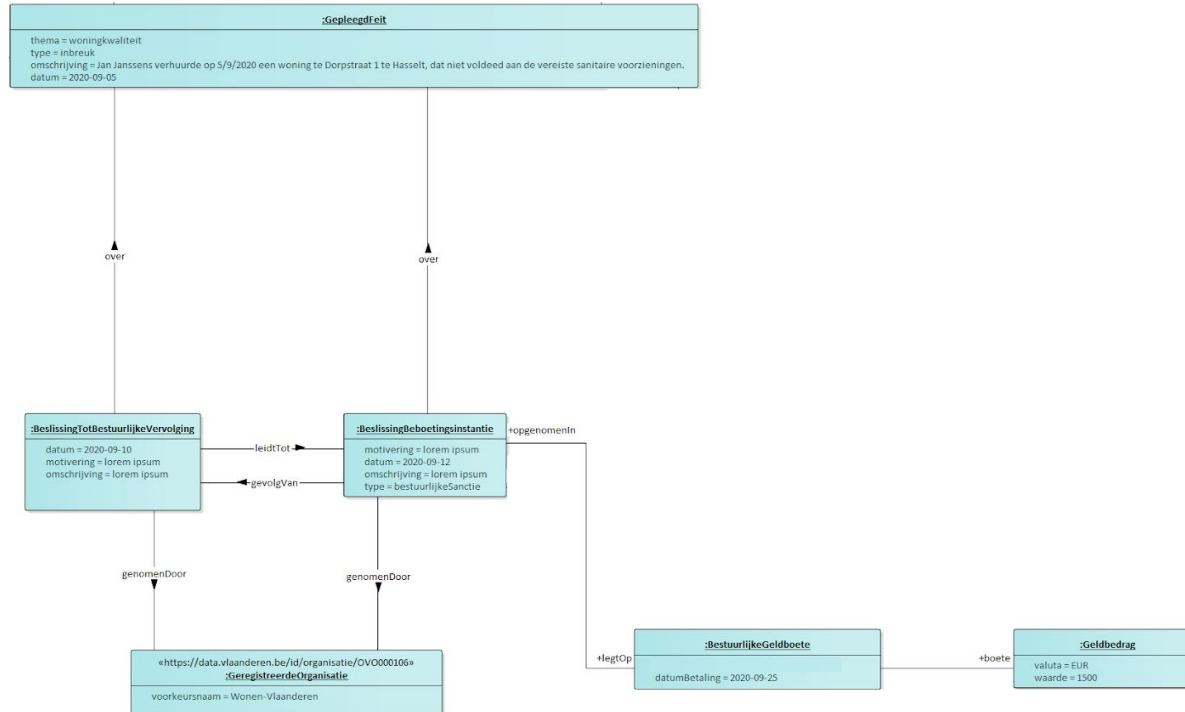 :GepleegdFeit
thema = woningkwaliteit
type = inbreuk
omschrijving = Jan Janssens verhuurde op 5/9/2020 een woning te Dorpstraat 1 te Hasselt, dat niet voldeed aan de vereiste sanitaire voorzieningen.
datum = 2020-09-05
over
over
:BeslissingTotBestuurlijkeVervolging
datum = 2020-09-10
motivering = lorem ipsum
omschrijving = lorem ipsum
leidtTot
gevolgVan
:BeslissingBeboetingsinstantie
motivering = lorem ipsum
datum = 2020-09-12
omschrijving = lorem ipsum
type = bestuurlijkeSanctie
+opgenomenIn
genomenDoor
genomenDoor
«https://data.vlaanderen.be/id/organisatie/OVO000106»
:GeregistreerdeOrganisatie
voorkeursnaam = Wonen-Vlaanderen
+legtOp
:BestuurlijkeGeldboete
datumBetaling = 2020-09-25
+boete
:Geldbedrag
valuta = EUR
waarde = 1500